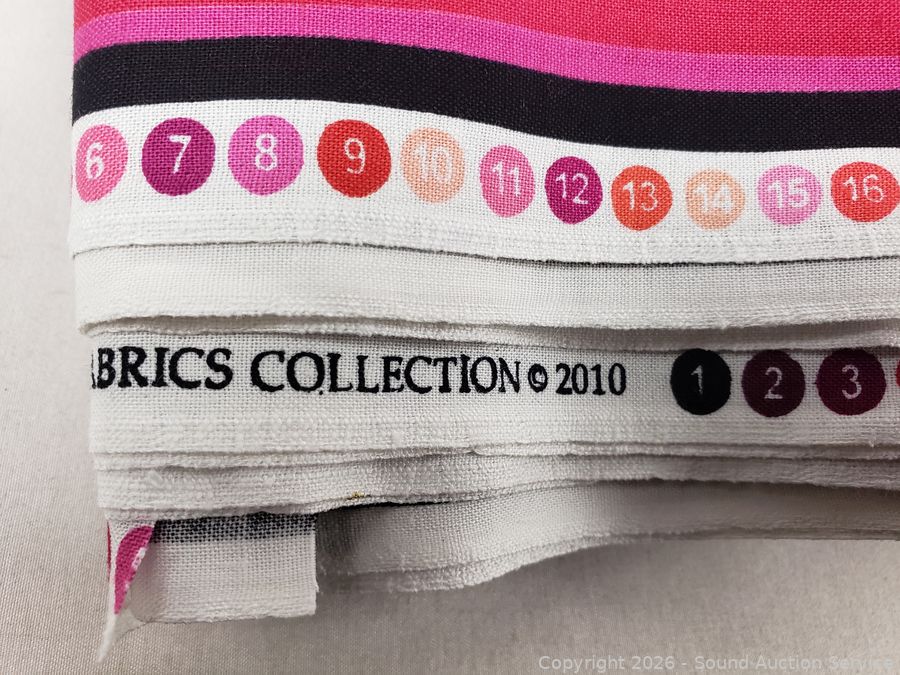 6 7 8 9 10 11 12 13 14 15 16
ABRICS COLLECTION © 2010 1 2 3
Copyright 2026 - Sound Auction Service